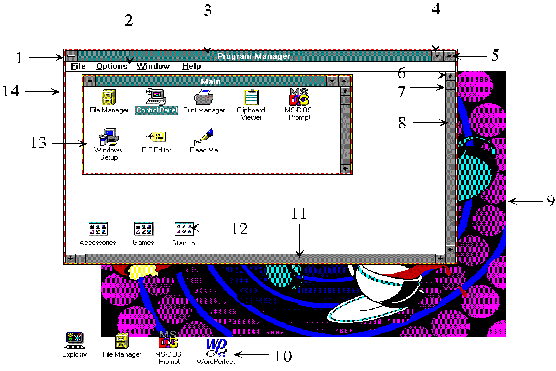 3
4
2
1
Program Manager
5
File Options Window Help
6
Main
14
7
File Manager Control Panel Print Manager Clipboard Viewer MS-DOS Prompt
8
13
Windows Setup PIF Editor Read Me
9
11
12
Accessories Games StartUp
10
Explorer File Manager MS-DOS Prompt WordPerfect